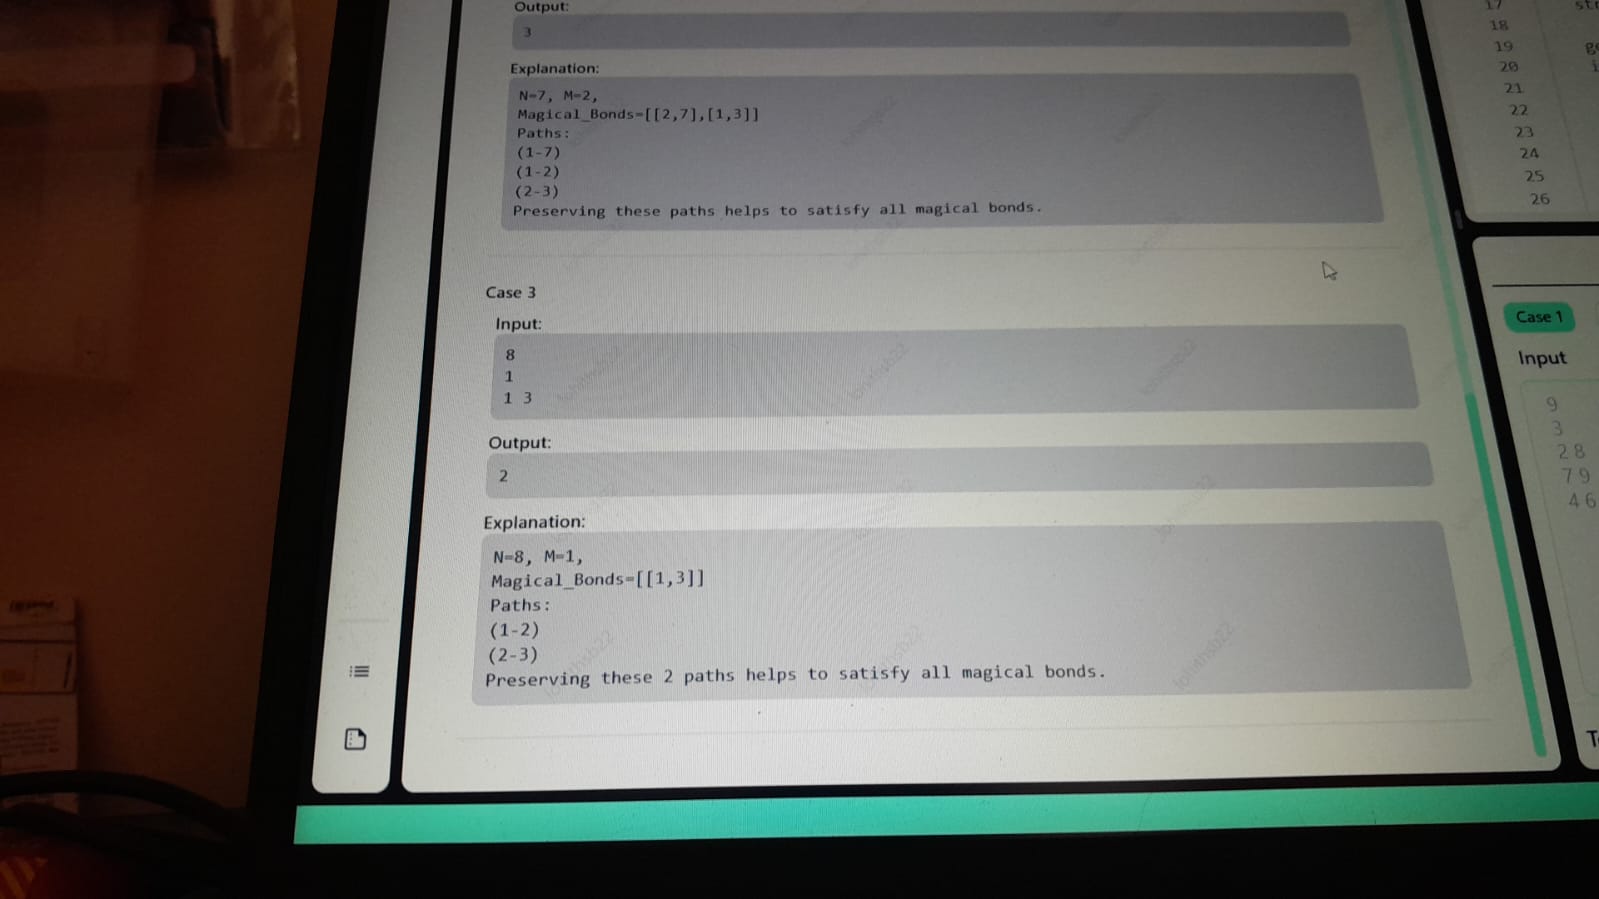 Output:
3
Explanation:
N=7, M=2,
Magical_Bonds=[[2,7],[1,3]]
Paths:
(1-7)
(1-2)
(2-3)
Preserving these paths helps to satisfy all magical bonds.
Case 3
Input:
8
1
1 3
Output:
2
Explanation:
N=8, M=1,
Magical_Bonds=[[1,3]]
Paths:
(1-2)
(2-3)
Preserving these 2 paths helps to satisfy all magical bonds.
17
18
19
20
21
22
23
24
25
26
Case 1
Input
9
3
2 8
7 9
4 6